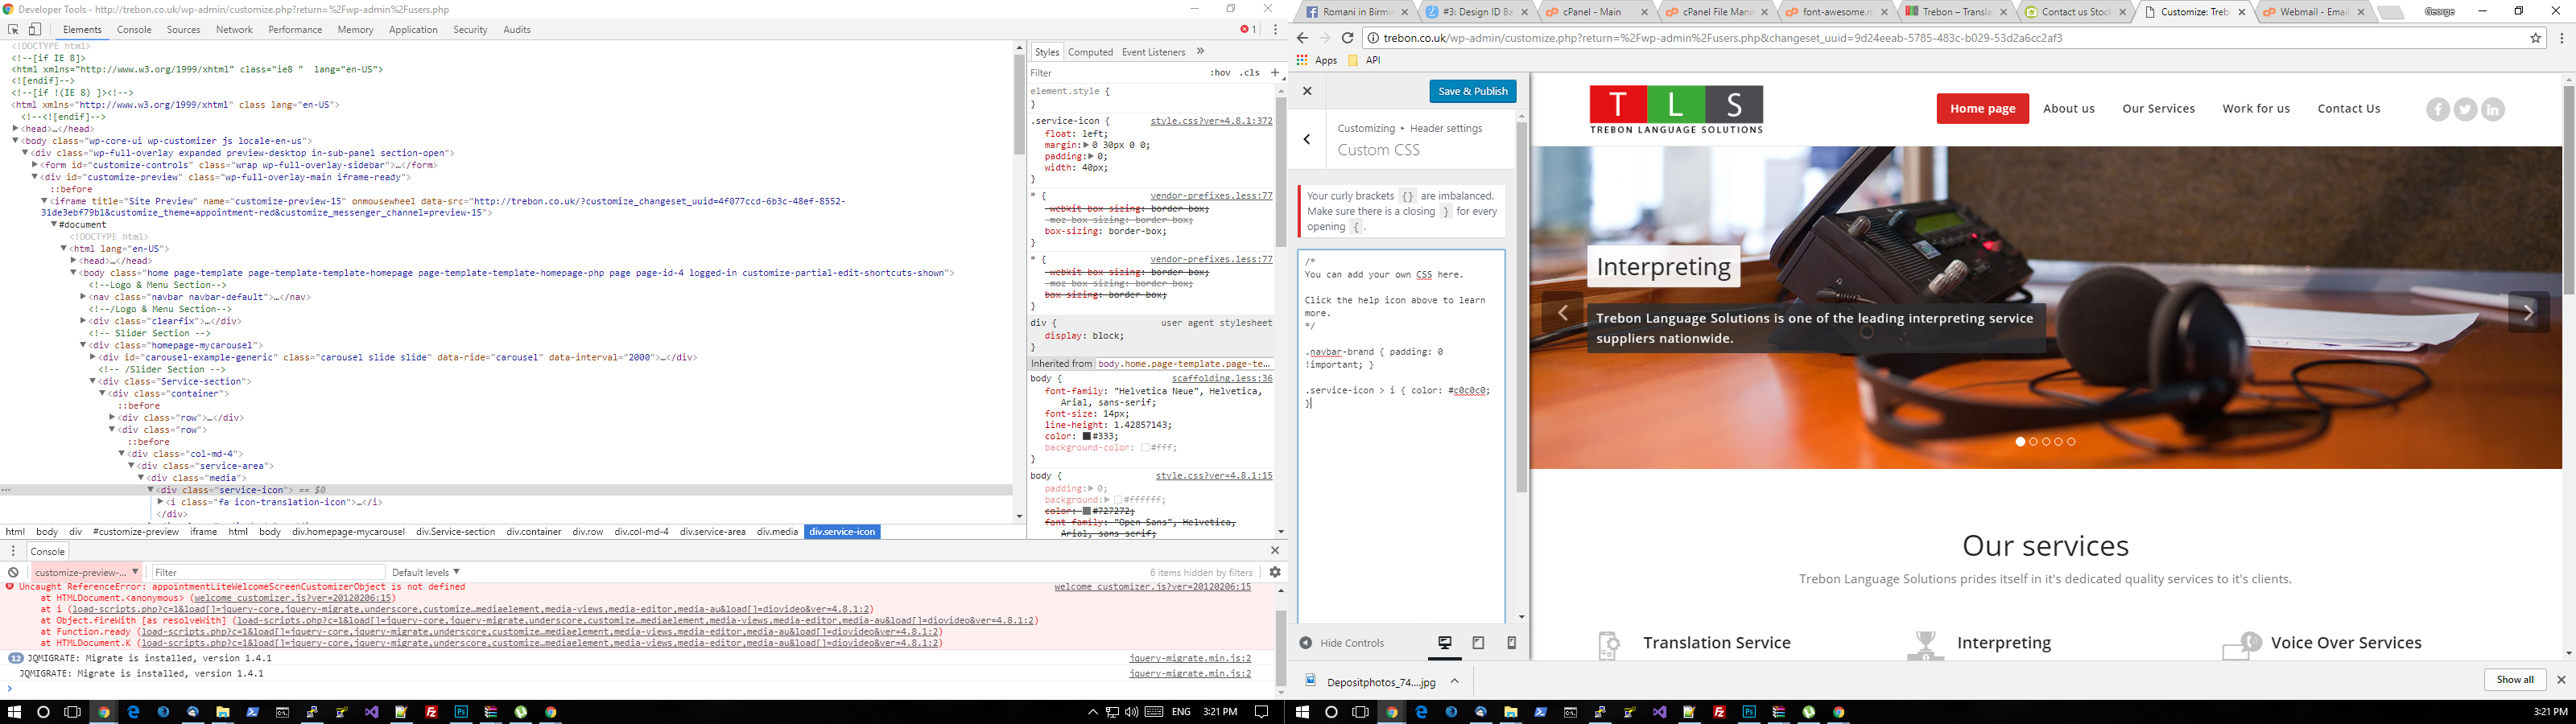 Developer Tools - http://trebon.co.uk/wp-admin/customize.php?return=%2Fwp-admin%2Fusers.php
Elements Console Sources Network Performance Memory Application Security Audits 1
<!DOCTYPE html>
<!--[if IE 8]>
<html xmlns="http://www.w3.org/1999/xhtml" class="ie8 "  lang="en-US">
<![endif]-->
<!--[if !(IE 8) ]><!-->
<html xmlns="http://www.w3.org/1999/xhtml" class lang="en-US">
<!--<![endif]-->
<head>…</head>
<body class="wp-core-ui wp-customizer js locale-en-us">
<div class="wp-full-overlay expanded preview-desktop in-sub-panel section-open">
<form id="customize-controls" class="wrap wp-full-overlay-sidebar">…</form>
<div id="customize-preview" class="wp-full-overlay-main iframe-ready">
::before
<iframe title="Site Preview" name="customize-preview-15" onmousewheel data-src="http://trebon.co.uk/?customize_changeset_uuid=4f077ccd-6b3c-48ef-8552-
31de3ebf79b1&customize_theme=appointment-red&customize_messenger_channel=preview-15">
#document
<!DOCTYPE html>
<html lang="en-US">
<head>…</head>
<body class="home page-template page-template-template-homepage page-template-template-homepage-php page page-id-4 logged-in customize-partial-edit-shortcuts-shown">
<!--Logo & Menu Section-->
<nav class="navbar navbar-default">…</nav>
<!--/Logo & Menu Section-->
<div class="clearfix">…</div>
<!-- Slider Section -->
<div class="homepage-mycarousel">
<div id="carousel-example-generic" class="carousel slide slide" data-ride="carousel" data-interval="2000">…</div>
<!-- /Slider Section -->
<div class="Service-section">
<div class="container">
::before
<div class="row">…</div>
<div class="row">
::before
<div class="col-md-4">
<div class="service-area">
<div class="media">
<div class="service-icon"> == $0
<i class="fa icon-translation-icon">…</i>
</div>
html body div #customize-preview iframe html body div.homepage-mycarousel div.Service-section div.container div.row div.col-md-4 div.service-area div.media div.service-icon
Styles Computed Event Listeners »
Filter :hov .cls +
element.style {
}
.service-icon { style.css?ver=4.8.1:372
float: left;
margin: 0 30px 0 0;
padding: 0;
width: 40px;
}
* { vendor-prefixes.less:77
-webkit-box-sizing: border-box;
-moz-box-sizing: border-box;
box-sizing: border-box;
}
* { vendor-prefixes.less:77
-webkit-box-sizing: border-box;
-moz-box-sizing: border-box;
box-sizing: border-box;
}
div { user agent stylesheet
display: block;
}
Inherited from body.home.page-template.page-te…
body { scaffolding.less:36
font-family: "Helvetica Neue", Helvetica,
Arial, sans-serif;
font-size: 14px;
line-height: 1.42857143;
color: #333;
background-color: #fff;
}
body { style.css?ver=4.8.1:15
padding: 0;
background: #ffffff;
color: #727272;
font-family: "Open Sans", Helvetica,
Arial, sans-serif;
Console
customize-preview-... Filter Default levels 6 items hidden by filters
Uncaught ReferenceError: appointmentLiteWelcomeScreenCustomizerObject is not defined welcome_customizer.js?ver=20120206:15
at HTMLDocument.<anonymous> (welcome_customizer.js?ver=20120206:15)
at i (load-scripts.php?c=1&load[]=jquery-core,jquery-migrate,underscore,customize…mediaelement,media-views,media-editor,media-au&load[]=diovideo&ver=4.8.1:2)
at Object.fireWith [as resolveWith] (load-scripts.php?c=1&load[]=jquery-core,jquery-migrate,underscore,customize…mediaelement,media-views,media-editor,media-au&load[]=diovideo&ver=4.8.1:2)
at Function.ready (load-scripts.php?c=1&load[]=jquery-core,jquery-migrate,underscore,customize…mediaelement,media-views,media-editor,media-au&load[]=diovideo&ver=4.8.1:2)
at HTMLDocument.K (load-scripts.php?c=1&load[]=jquery-core,jquery-migrate,underscore,customize…mediaelement,media-views,media-editor,media-au&load[]=diovideo&ver=4.8.1:2)
12 JQMIGRATE: Migrate is installed, version 1.4.1 jquery-migrate.min.js:2
JQMIGRATE: Migrate is installed, version 1.4.1 jquery-migrate.min.js:2
ENG 3:21 PM
Romani in Birmi #3: Design ID Ba cPanel - Main cPanel File Mana font-awesome.m Trebon – Transla Contact us Stock Customize: Treb Webmail - Email George
trebon.co.uk/wp-admin/customize.php?return=%2Fwp-admin%2Fusers.php&changeset_uuid=9d24eeab-5785-483c-b029-53d2a6cc2af3
Apps API
Save & Publish
Customizing ▸ Header settings
Custom CSS
Your curly brackets {} are imbalanced.
Make sure there is a closing } for every
opening { .
/*
You can add your own CSS here.
Click the help icon above to learn
more.
*/
.navbar-brand { padding: 0
!important; }
.service-icon > i { color: #c0c0c0;
}
Hide Controls
T L S
TREBON LANGUAGE SOLUTIONS
Home page About us Our Services Work for us Contact Us
Interpreting
Trebon Language Solutions is one of the leading interpreting service
suppliers nationwide.
Our services
Trebon Language Solutions prides itself in it's dedicated quality services to it's clients.
Translation Service Interpreting Voice Over Services
Depositphotos_74....jpg Show all
3:21 PM